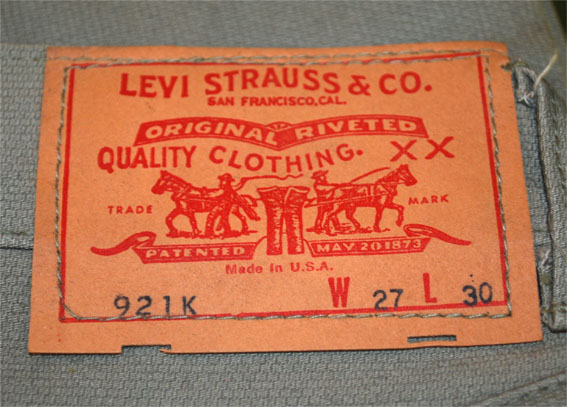 LEVI STRAUSS & CO.
SAN FRANCISCO, CAL.
ORIGINAL RIVETED
QUALITY CLOTHING. XX
TRADE MARK
PATENTED MAY 20 1873
Made in U.S.A.
921K W 27 L 30